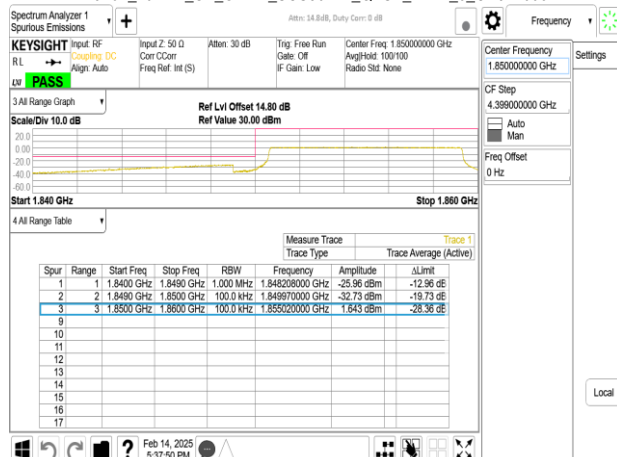 Spectrum Analyzer 1
Spurious Emissions
Attn: 14.8dB, Duty Corr: 0 dB
Frequency
KEYSIGHT
RL
Input: RF
Coupling: DC
Align: Auto
Input Z: 50 Ω
Corr CCorr
Freq Ref: Int (S)
Atten: 30 dB
Trig: Free Run
Gate: Off
IF Gain: Low
Center Freq: 1.850000000 GHz
Avg|Hold: 100/100
Radio Std: None
PASS
Center Frequency
1.850000000 GHz
Settings
CF Step
4.399000000 GHz
Auto
Man
Freq Offset
0 Hz
Local
3 All Range Graph
Scale/Div 10.0 dB
Ref Lvl Offset 14.80 dB
Ref Value 30.00 dBm
20.0
0.00
-20.0
-40.0
-60.0
Start 1.840 GHz
Stop 1.860 GHz
4 All Range Table
Measure Trace Trace 1
Trace Type Trace Average (Active)
Spur Range Start Freq Stop Freq RBW Frequency Amplitude ΔLimit
1 1 1.8400 GHz 1.8490 GHz 1.000 MHz 1.848208000 GHz -25.96 dBm -12.96 dB
2 2 1.8490 GHz 1.8500 GHz 100.0 kHz 1.849970000 GHz -32.73 dBm -19.73 dB
3 3 1.8500 GHz 1.8600 GHz 100.0 kHz 1.855020000 GHz 1.643 dBm -28.36 dB
9
10
11
12
13
14
15
16
17
?
Feb 14, 2025
5:37:50 PM